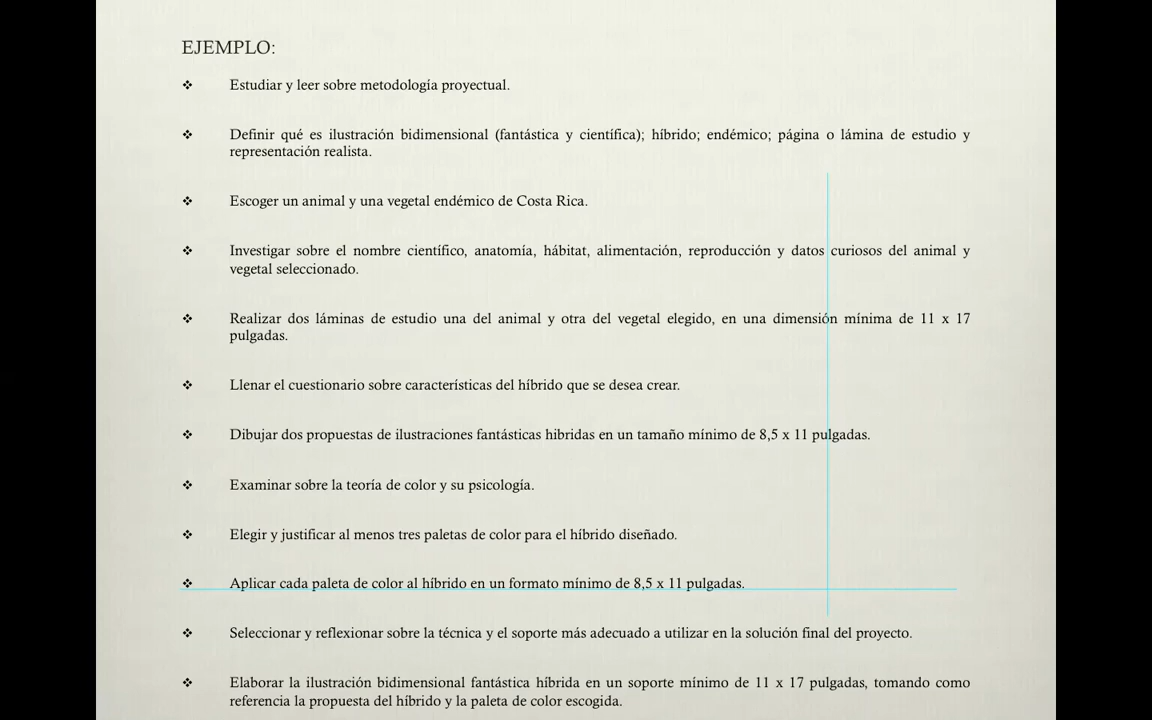 EJEMPLO:
❖ Estudiar y leer sobre metodología proyectual.
❖ Definir qué es ilustración bidimensional (fantástica y científica); híbrido; endémico; página o lámina de estudio y
representación realista.
❖ Escoger un animal y una vegetal endémico de Costa Rica.
❖ Investigar sobre el nombre científico, anatomía, hábitat, alimentación, reproducción y datos curiosos del animal y
vegetal seleccionado.
❖ Realizar dos láminas de estudio una del animal y otra del vegetal elegido, en una dimensión mínima de 11 x 17
pulgadas.
❖ Llenar el cuestionario sobre características del híbrido que se desea crear.
❖ Dibujar dos propuestas de ilustraciones fantásticas hibridas en un tamaño mínimo de 8,5 x 11 pulgadas.
❖ Examinar sobre la teoría de color y su psicología.
❖ Elegir y justificar al menos tres paletas de color para el híbrido diseñado.
❖ Aplicar cada paleta de color al híbrido en un formato mínimo de 8,5 x 11 pulgadas.
❖ Seleccionar y reflexionar sobre la técnica y el soporte más adecuado a utilizar en la solución final del proyecto.
❖ Elaborar la ilustración bidimensional fantástica híbrida en un soporte mínimo de 11 x 17 pulgadas, tomando como
referencia la propuesta del híbrido y la paleta de color escogida.